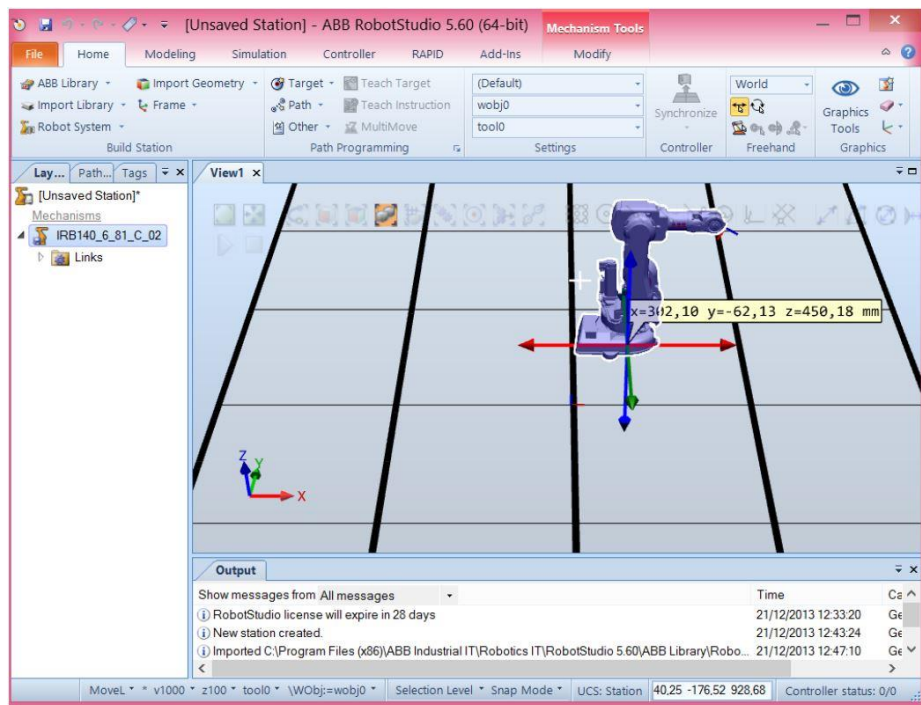 [Unsaved Station] - ABB RobotStudio 5.60 (64-bit)
Mechanism Tools
File Home Modeling Simulation Controller RAPID Add-Ins Modify
ABB Library Import Geometry Target Teach Target (Default) World
Import Library Frame Path Teach Instruction wobj0 Synchronize Graphics
Robot System Other MultiMove tool0 Tools
Build Station Path Programming Settings Controller Freehand Graphics
Lay... Path... Tags View1
[Unsaved Station]*
Mechanisms
IRB140_6_81_C_02
Links
x=302,10 y=-62,13 z=450,18 mm
Z Y
X
Output
Show messages from All messages Time Ca
RobotStudio license will expire in 28 days 21/12/2013 12:33:20 Ge
New station created. 21/12/2013 12:43:24 Ge
Imported C:\Program Files (x86)\ABB Industrial IT\Robotics IT\RobotStudio 5.60\ABB Library\Robo... 21/12/2013 12:47:10 Ge
MoveL * v1000 z100 tool0 \WObj:=wobj0 Selection Level Snap Mode UCS: Station 40,25 -176,52 928,68 Controller status: 0/0